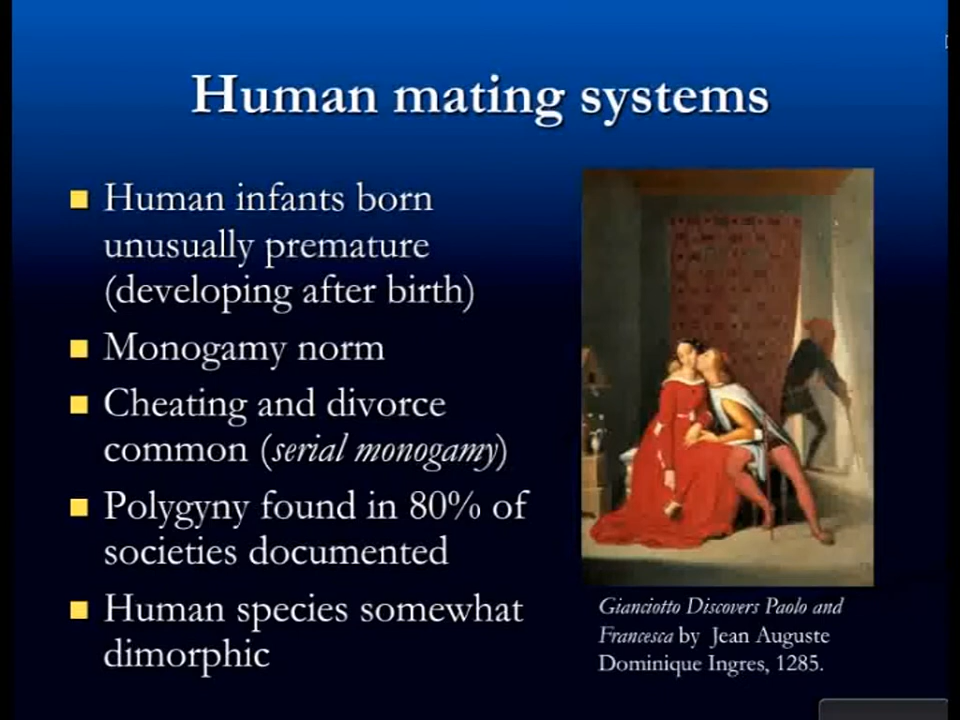 Human mating systems
Human infants born
unusually premature
(developing after birth)
Monogamy norm
Cheating and divorce
common (serial monogamy)
Polygyny found in 80% of
societies documented
Human species somewhat
dimorphic
Gianciotto Discovers Paolo and
Francesca by Jean Auguste
Dominique Ingres, 1285.